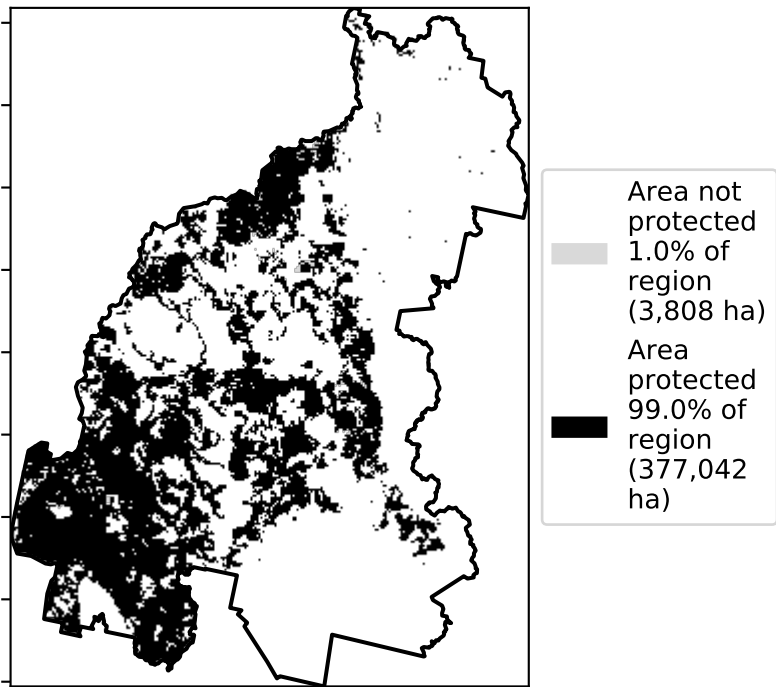 Area not
protected
1.0% of
region
(3,808 ha)
Area
protected
99.0% of
region
(377,042
ha)